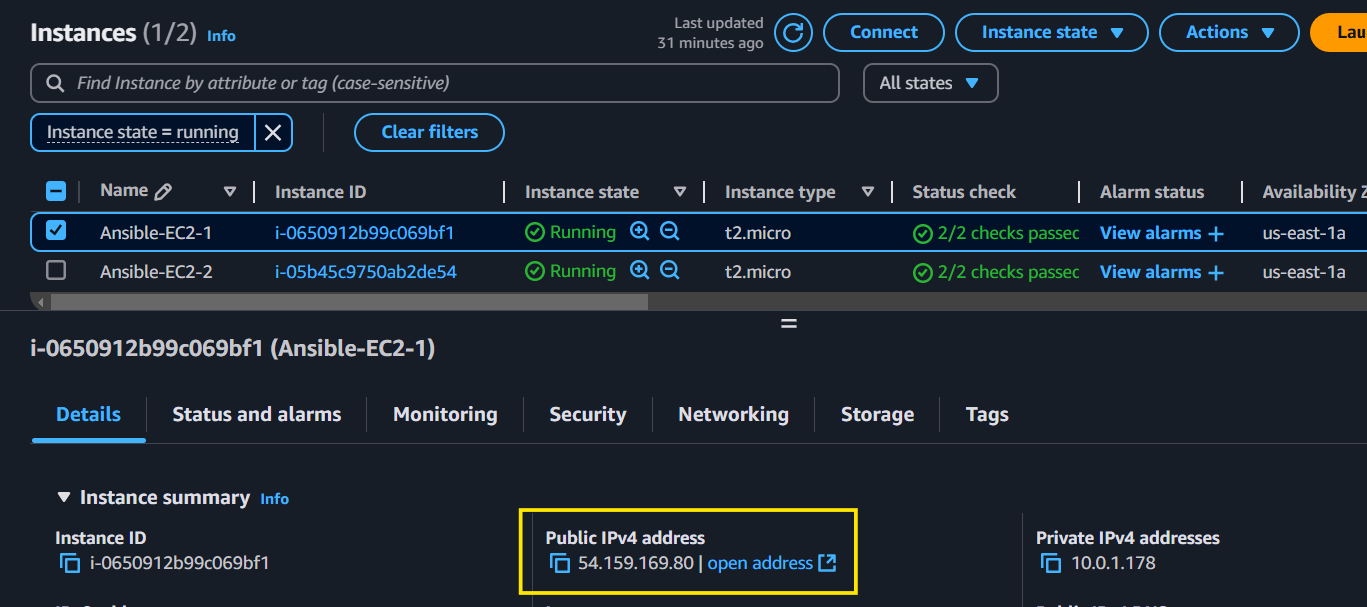 Instances (1/2) Info
Last updated
31 minutes ago
Connect
Instance state
Actions
Lau
Find Instance by attribute or tag (case-sensitive)
All states
Instance state = running
Clear filters
Name Instance ID Instance state Instance type Status check Alarm status Availability Z
Ansible-EC2-1 i-0650912b99c069bf1 Running t2.micro 2/2 checks passec View alarms + us-east-1a
Ansible-EC2-2 i-05b45c9750ab2de54 Running t2.micro 2/2 checks passec View alarms + us-east-1a
i-0650912b99c069bf1 (Ansible-EC2-1)
Details Status and alarms Monitoring Security Networking Storage Tags
Instance summary Info
Instance ID Public IPv4 address Private IPv4 addresses
i-0650912b99c069bf1 54.159.169.80 | open address 10.0.1.178